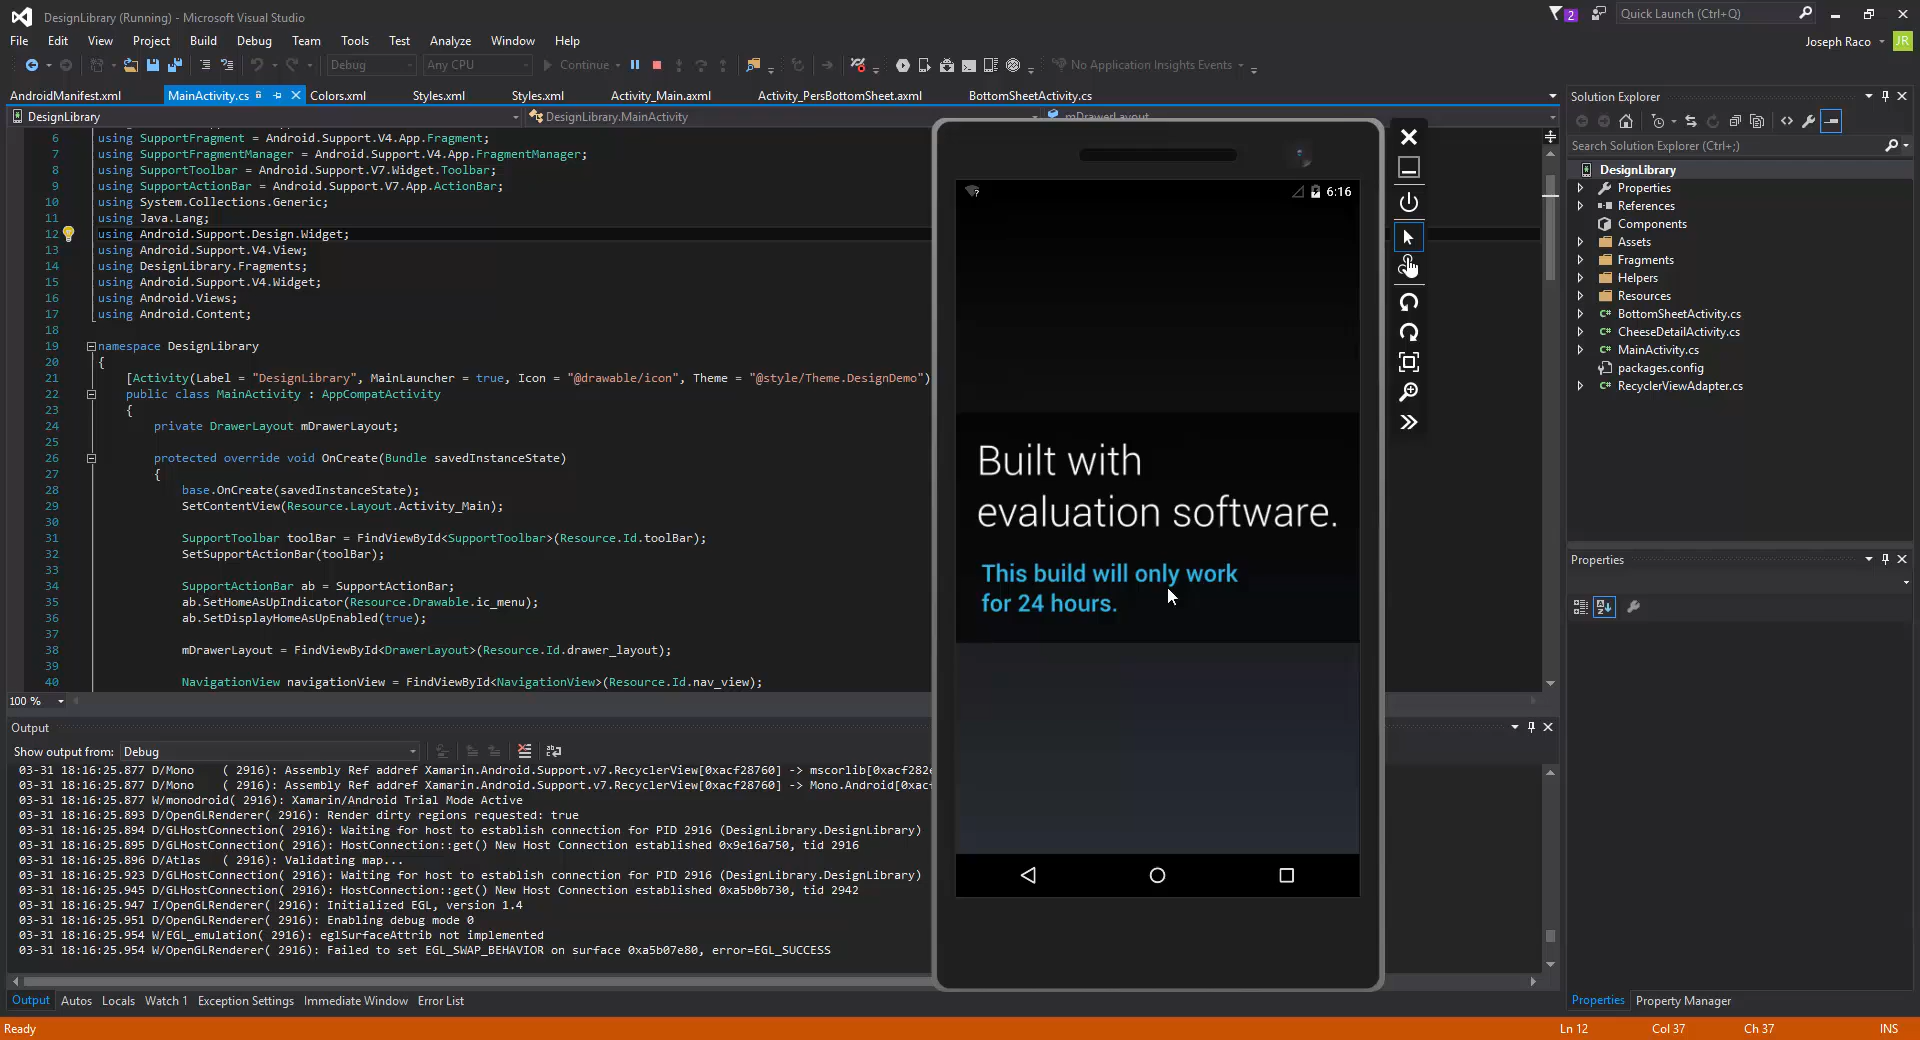 DesignLibrary (Running) - Microsoft Visual Studio
2
Quick Launch (Ctrl+Q)
File Edit View Project Build Debug Team Tools Test Analyze Window Help
Joseph Raco
JR
Debug Any CPU Continue No Application Insights Events
AndroidManifest.xml MainActivity.cs Colors.xml Styles.xml Styles.xml Activity_Main.axml Activity_PersBottomSheet.axml BottomSheetActivity.cs
DesignLibrary DesignLibrary.MainActivity mDrawerLayout
6 using SupportFragment = Android.Support.V4.App.Fragment;
7 using SupportFragmentManager = Android.Support.V4.App.FragmentManager;
8 using SupportToolbar = Android.Support.V7.Widget.Toolbar;
9 using SupportActionBar = Android.Support.V7.App.ActionBar;
10 using System.Collections.Generic;
11 using Java.Lang;
12 using Android.Support.Design.Widget;
13 using Android.Support.V4.View;
14 using DesignLibrary.Fragments;
15 using Android.Support.V4.Widget;
16 using Android.Views;
17 using Android.Content;
18
19 namespace DesignLibrary
20 {
21 [Activity(Label = "DesignLibrary", MainLauncher = true, Icon = "@drawable/icon", Theme = "@style/Theme.DesignDemo")
22 public class MainActivity : AppCompatActivity
23 {
24 private DrawerLayout mDrawerLayout;
25
26 protected override void OnCreate(Bundle savedInstanceState)
27 {
28 base.OnCreate(savedInstanceState);
29 SetContentView(Resource.Layout.Activity_Main);
30
31 SupportToolbar toolBar = FindViewById<SupportToolbar>(Resource.Id.toolBar);
32 SetSupportActionBar(toolBar);
33
34 SupportActionBar ab = SupportActionBar;
35 ab.SetHomeAsUpIndicator(Resource.Drawable.ic_menu);
36 ab.SetDisplayHomeAsUpEnabled(true);
37
38 mDrawerLayout = FindViewById<DrawerLayout>(Resource.Id.drawer_layout);
39
40 NavigationView navigationView = FindViewById<NavigationView>(Resource.Id.nav_view);
100 %
6:16
Built with
evaluation software.
This build will only work
for 24 hours.
Solution Explorer
Search Solution Explorer (Ctrl+;)
DesignLibrary
Properties
References
Components
Assets
Fragments
Helpers
Resources
BottomSheetActivity.cs
CheeseDetailActivity.cs
MainActivity.cs
packages.config
RecyclerViewAdapter.cs
Properties
Output
Show output from: Debug
03-31 18:16:25.877 D/Mono ( 2916): Assembly Ref addref Xamarin.Android.Support.v7.RecyclerView[0xacf28760] -> mscorlib[0xacf282e
03-31 18:16:25.877 D/Mono ( 2916): Assembly Ref addref Xamarin.Android.Support.v7.RecyclerView[0xacf28760] -> Mono.Android[0xac
03-31 18:16:25.877 W/monodroid( 2916): Xamarin/Android Trial Mode Active
03-31 18:16:25.893 D/OpenGLRenderer( 2916): Render dirty regions requested: true
03-31 18:16:25.894 D/GLHostConnection( 2916): Waiting for host to establish connection for PID 2916 (DesignLibrary.DesignLibrary)
03-31 18:16:25.895 D/GLHostConnection( 2916): HostConnection::get() New Host Connection established 0x9e16a750, tid 2916
03-31 18:16:25.896 D/Atlas ( 2916): Validating map...
03-31 18:16:25.923 D/GLHostConnection( 2916): Waiting for host to establish connection for PID 2916 (DesignLibrary.DesignLibrary)
03-31 18:16:25.945 D/GLHostConnection( 2916): HostConnection::get() New Host Connection established 0xa5b0b730, tid 2942
03-31 18:16:25.947 I/OpenGLRenderer( 2916): Initialized EGL, version 1.4
03-31 18:16:25.951 D/OpenGLRenderer( 2916): Enabling debug mode 0
03-31 18:16:25.954 W/EGL_emulation( 2916): eglSurfaceAttrib not implemented
03-31 18:16:25.954 W/OpenGLRenderer( 2916): Failed to set EGL_SWAP_BEHAVIOR on surface 0xa5b07e80, error=EGL_SUCCESS
Output Autos Locals Watch 1 Exception Settings Immediate Window Error List
Properties Property Manager
Ready Ln 12 Col 37 Ch 37 INS